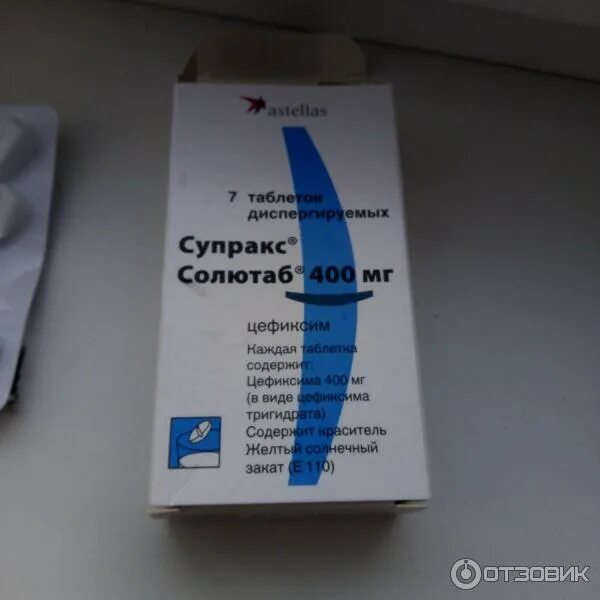 astellas
7 таблеток
диспергируемых
Супракс®
Солютаб® 400 мг
цефиксим
Каждая таблетка
содержит:
Цефиксима 400 мг
(в виде цефиксима
тригидрата)
Содержит краситель
Желтый солнечный
закат (Е 110)
ОТЗОВИК